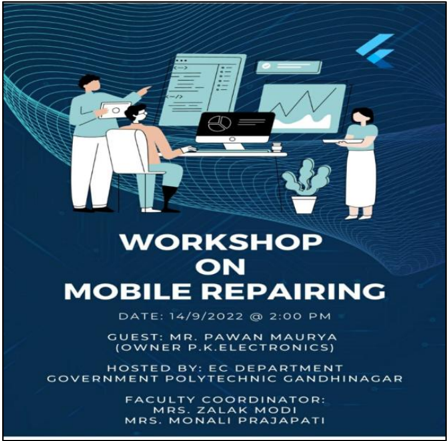 WORKSHOP
ON
MOBILE REPAIRING
DATE: 14/9/2022 @ 2:00 PM
GUEST: MR. PAWAN MAURYA
(OWNER P.K.ELECTRONICS)
HOSTED BY: EC DEPARTMENT
GOVERNMENT POLYTECHNIC GANDHINAGAR
FACULTY COORDINATOR:
MRS. ZALAK MODI
MRS. MONALI PRAJAPATI